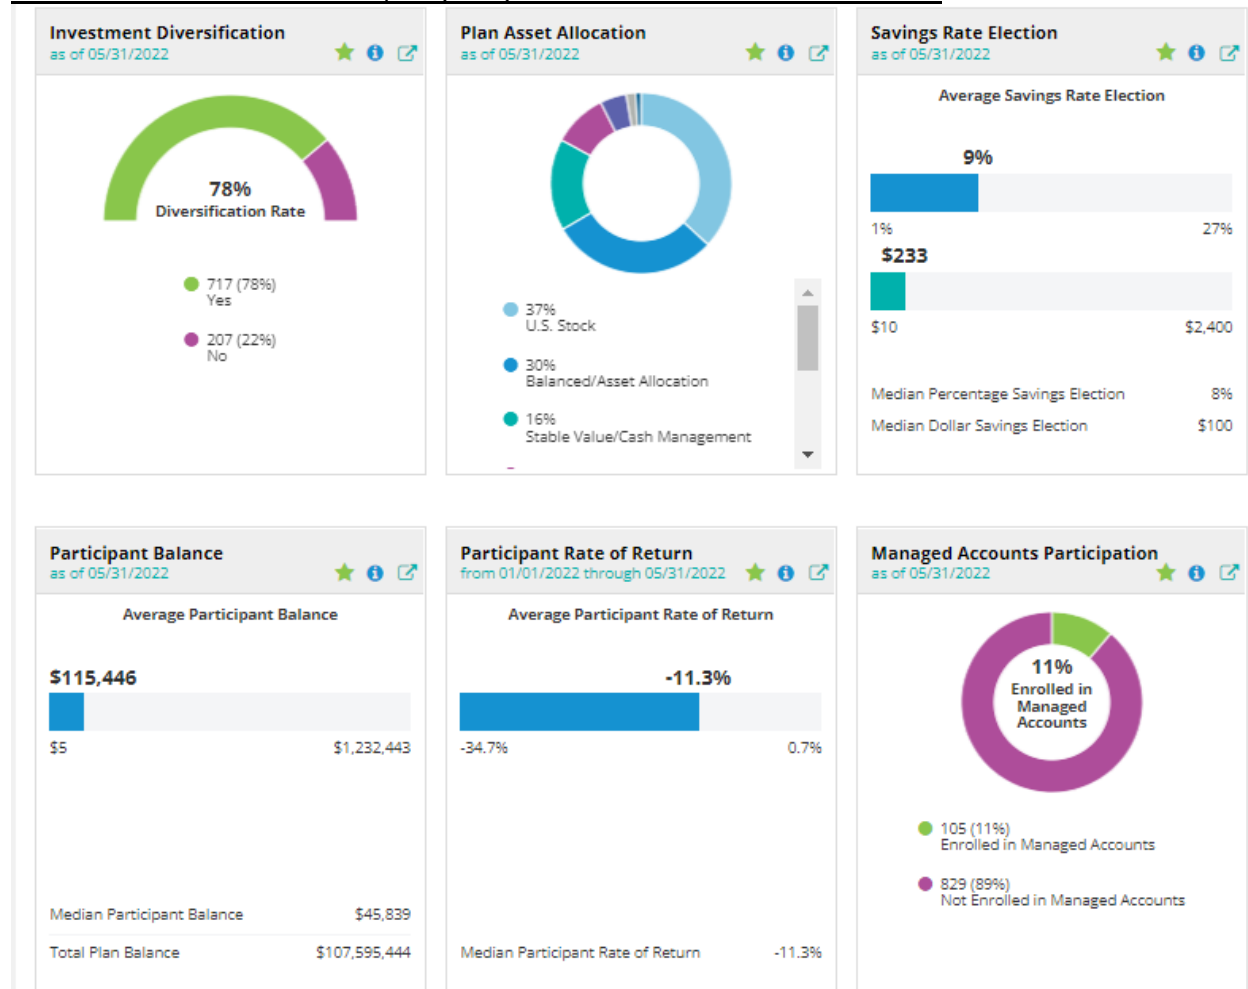 Investment Diversification
as of 05/31/2022
78%
Diversification Rate
717 (78%)
Yes
207 (22%)
No
Plan Asset Allocation
as of 05/31/2022
37%
U.S. Stock
30%
Balanced/Asset Allocation
16%
Stable Value/Cash Management
Savings Rate Election
as of 05/31/2022
Average Savings Rate Election
9%
1% 27%
$233
$10 $2,400
Median Percentage Savings Election 8%
Median Dollar Savings Election $100
Participant Balance
as of 05/31/2022
Average Participant Balance
$115,446
$5 $1,232,443
Median Participant Balance $45,839
Total Plan Balance $107,595,444
Participant Rate of Return
from 01/01/2022 through 05/31/2022
Average Participant Rate of Return
-11.3%
-34.7% 0.7%
Median Participant Rate of Return -11.3%
Managed Accounts Participation
as of 05/31/2022
11%
Enrolled in
Managed
Accounts
105 (11%)
Enrolled in Managed Accounts
829 (89%)
Not Enrolled in Managed Accounts